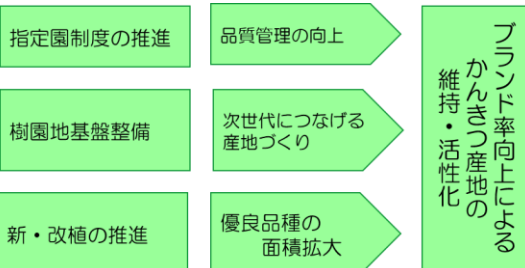 指定園制度の推進
品質管理の向上
樹園地基盤整備
次世代につなげる
産地づくり
新・改植の推進
優良品種の
面積拡大
ブランド率向上による
かんきつ産地の
維持・活性化